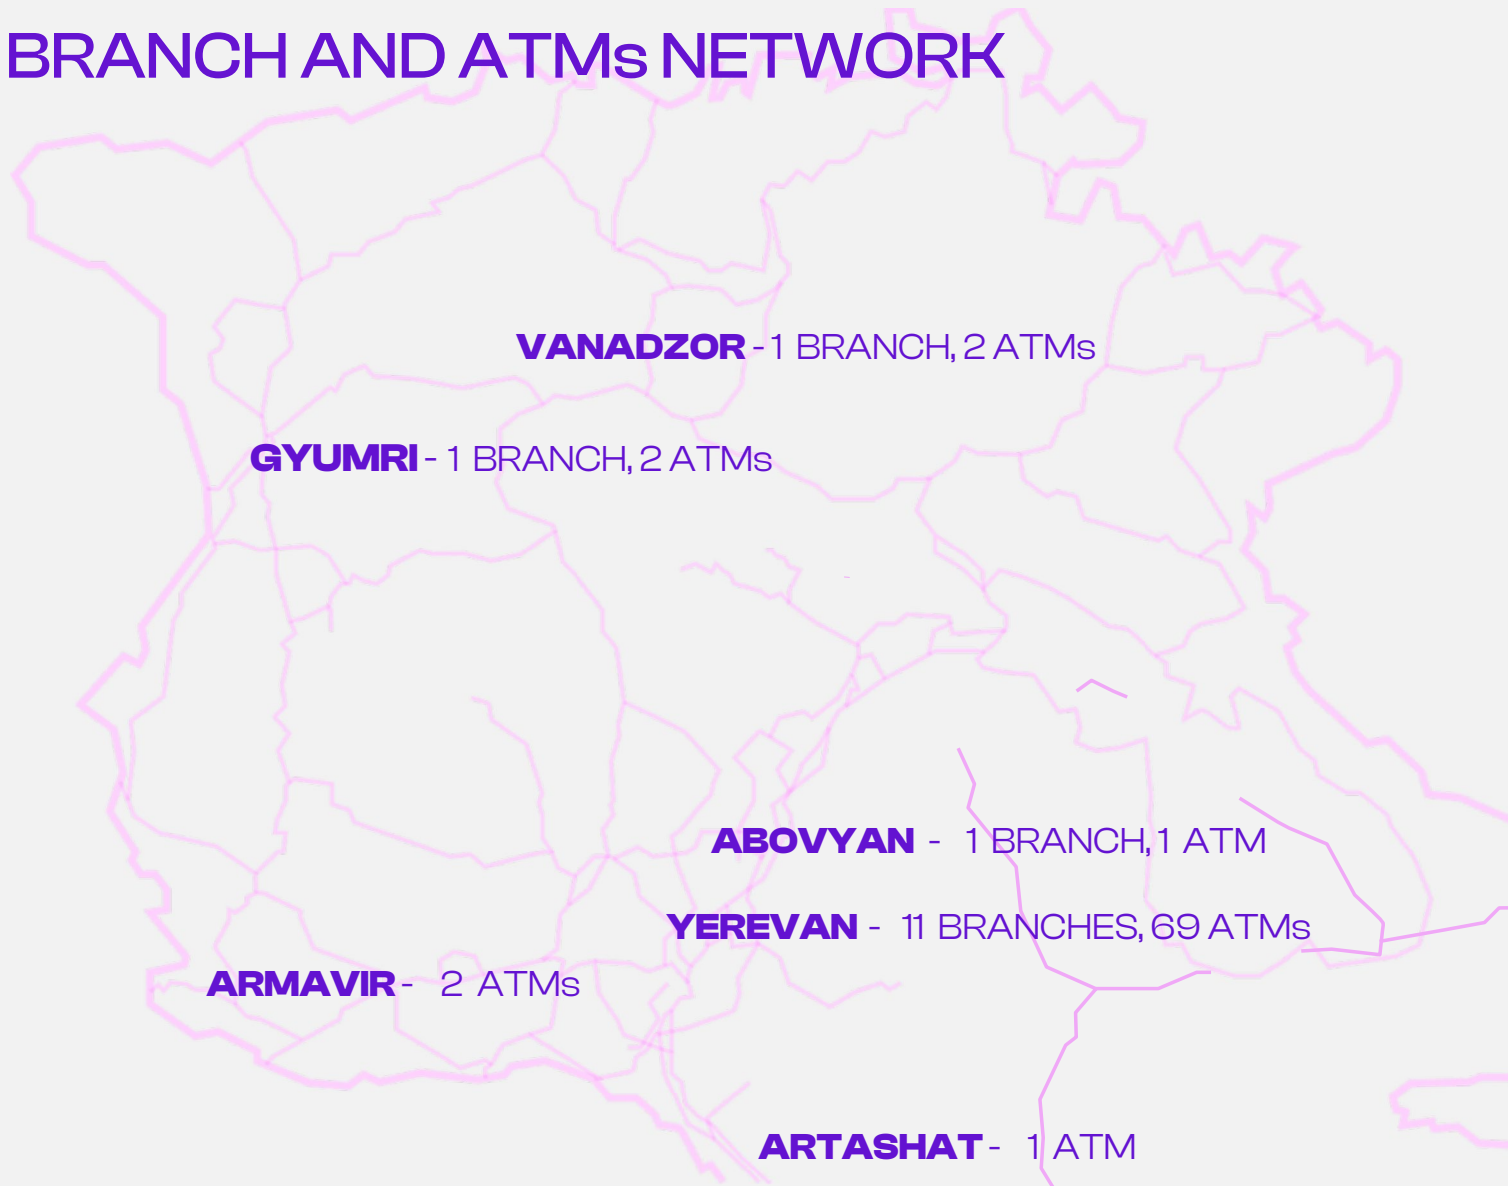 BRANCH AND ATMs NETWORK
VANADZOR - 1 BRANCH, 2 ATMs
GYUMRI - 1 BRANCH, 2 ATMs
ABOVYAN - 1 BRANCH, 1 ATM
YEREVAN - 11 BRANCHES, 69 ATMs
ARMAVIR - 2 ATMs
ARTASHAT - 1 ATM